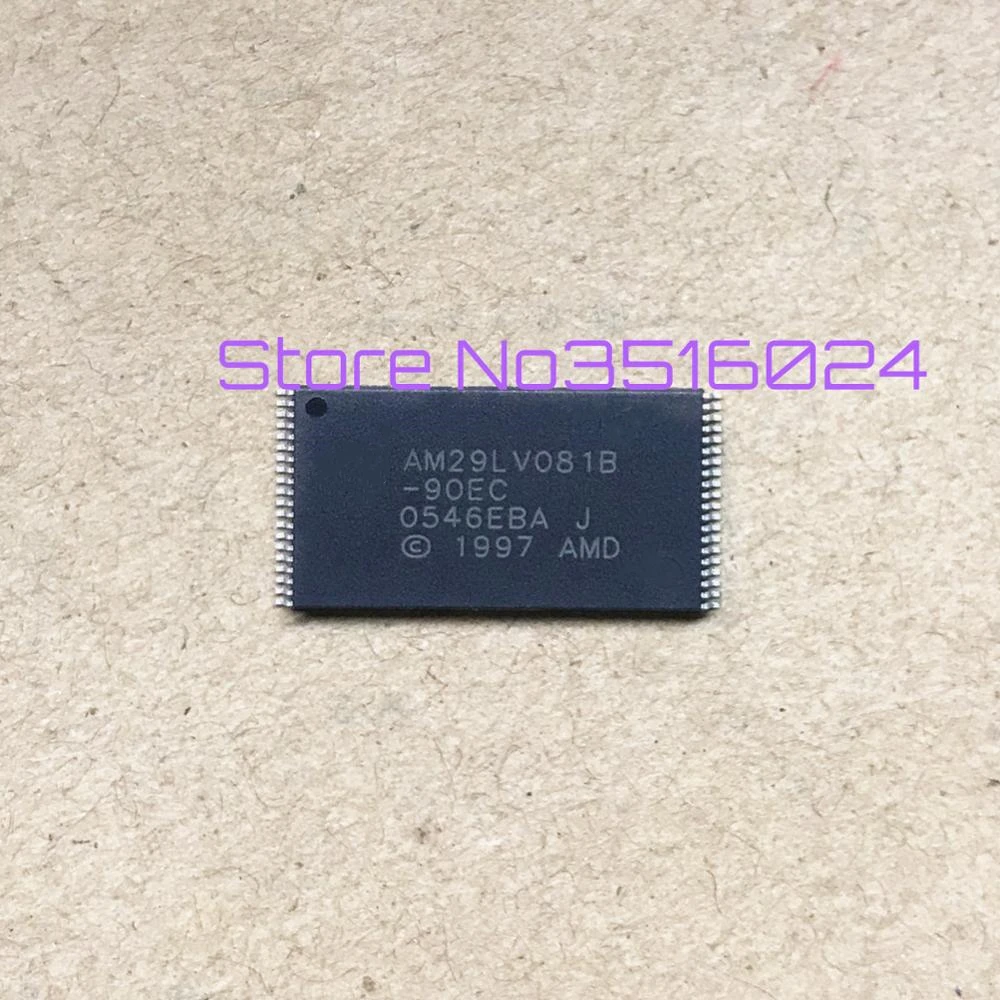 Store No3516024
AM29LV081B
-90EC
0546EBA J
© 1997 AMD